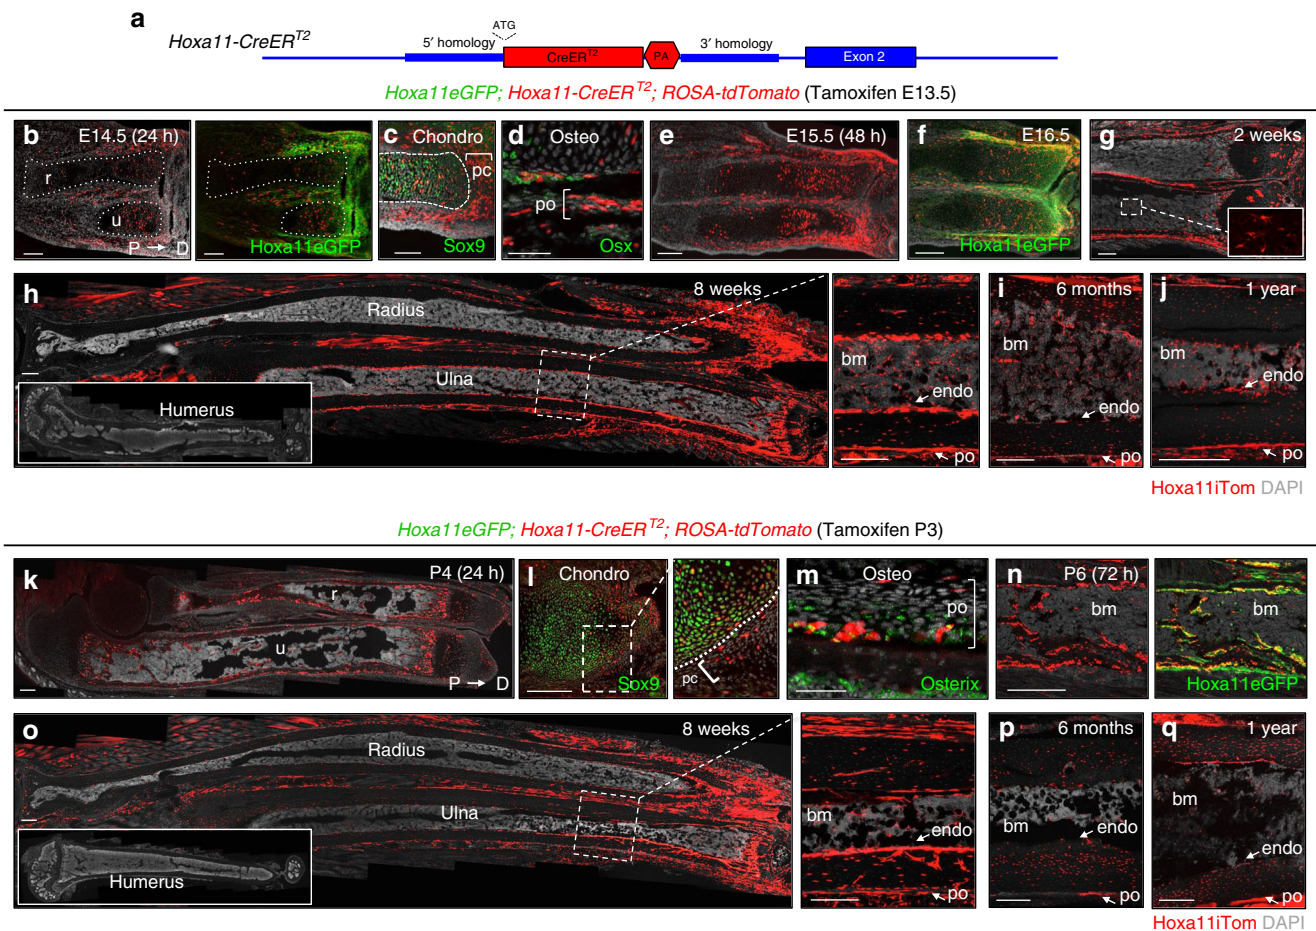 a
Hoxa11-CreER^T2
ATG
5′ homology
CreER^T2
PA
3′ homology
Exon 2
Hoxa11eGFP; Hoxa11-CreER^T2; ROSA-tdTomato (Tamoxifen E13.5)
b E14.5 (24 h)
r
u
P → D
Hoxa11eGFP
c Chondro
pc
Sox9
d Osteo
po
Osx
e E15.5 (48 h)
f E16.5
Hoxa11eGFP
g 2 weeks
h 8 weeks
Radius
Ulna
Humerus
bm
endo
po
i 6 months
bm
endo
j 1 year
bm
endo
po
Hoxa11iTom DAPI
Hoxa11eGFP; Hoxa11-CreER^T2; ROSA-tdTomato (Tamoxifen P3)
k P4 (24 h)
r
u
P → D
l Chondro
Sox9
pc
m Osteo
po
Osterix
n P6 (72 h)
bm
bm
Hoxa11eGFP
o 8 weeks
Radius
Ulna
Humerus
bm
endo
po
p 6 months
bm
endo
po
q 1 year
bm
endo
po
Hoxa11iTom DAPI